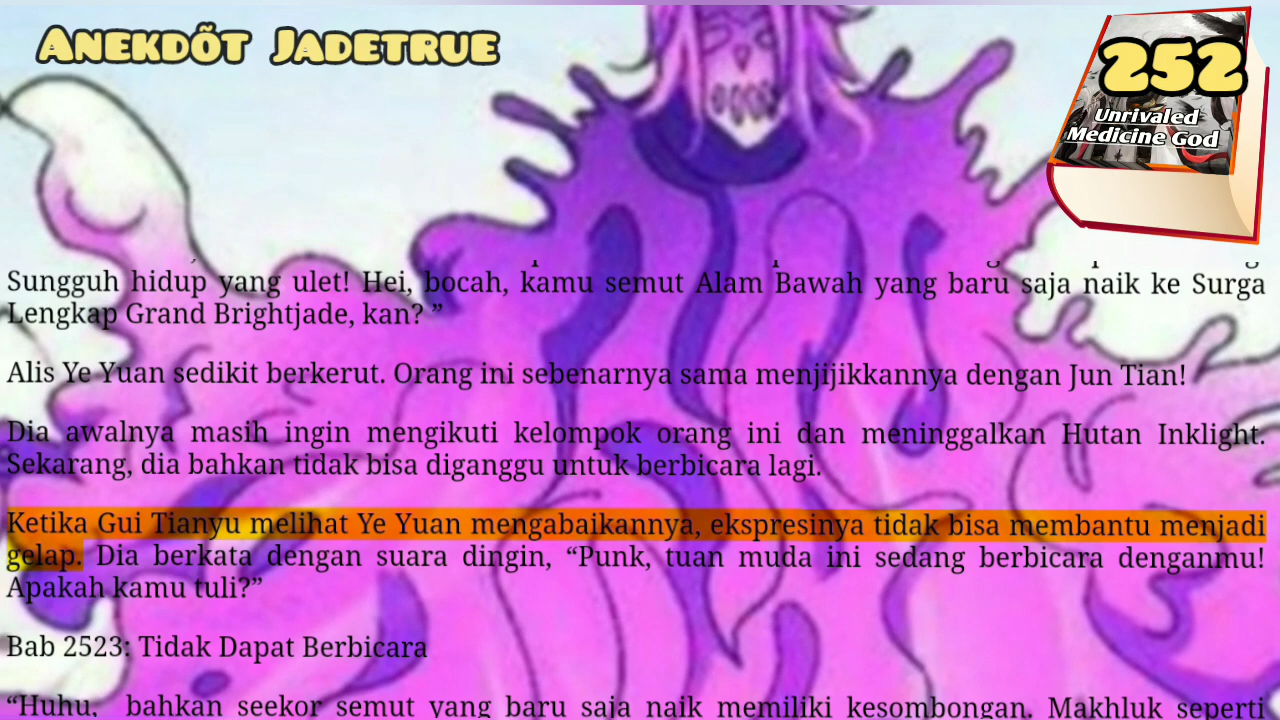 Anekdõt Jadetrue
252
Unrivaled
Medicine God
Sungguh hidup yang ulet! Hei, bocah, kamu semut Alam Bawah yang baru saja naik ke Surga
Lengkap Grand Brightjade, kan? ”
Alis Ye Yuan sedikit berkerut. Orang ini sebenarnya sama menjijikkannya dengan Jun Tian!
Dia awalnya masih ingin mengikuti kelompok orang ini dan meninggalkan Hutan Inklight.
Sekarang, dia bahkan tidak bisa diganggu untuk berbicara lagi.
Ketika Gui Tianyu melihat Ye Yuan mengabaikannya, ekspresinya tidak bisa membantu menjadi
gelap. Dia berkata dengan suara dingin, “Punk, tuan muda ini sedang berbicara denganmu!
Apakah kamu tuli?”
Bab 2523: Tidak Dapat Berbicara
“Huhu, bahkan seekor semut yang baru saja naik memiliki kesombongan. Makhluk seperti